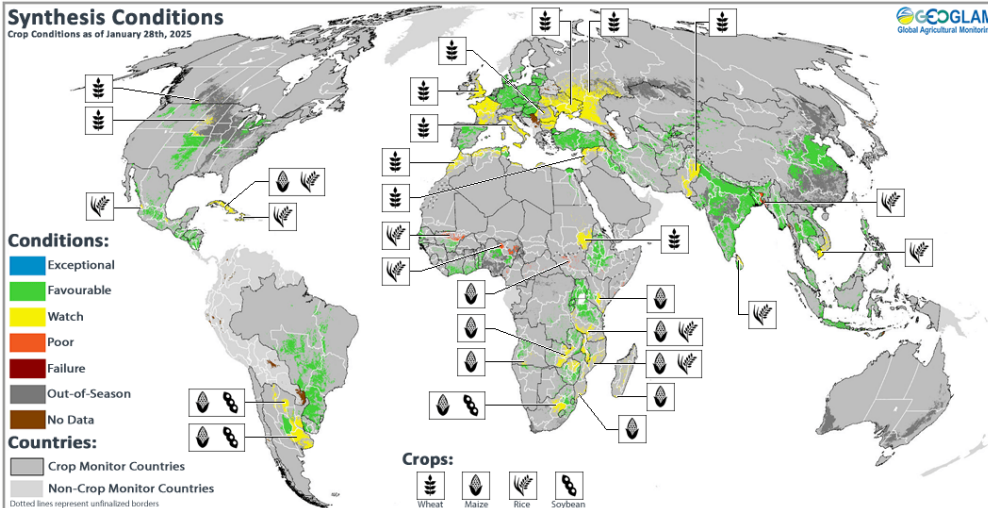 Synthesis Conditions
Crop Conditions as of January 28th, 2025
GEOGLAM
Global Agricultural Monitoring
Conditions:
Exceptional
Favourable
Watch
Poor
Failure
Out-of-Season
No Data
Countries:
Crop Monitor Countries
Non-Crop Monitor Countries
Dotted lines represent unfinalized borders
Crops:
Wheat
Maize
Rice
Soybean